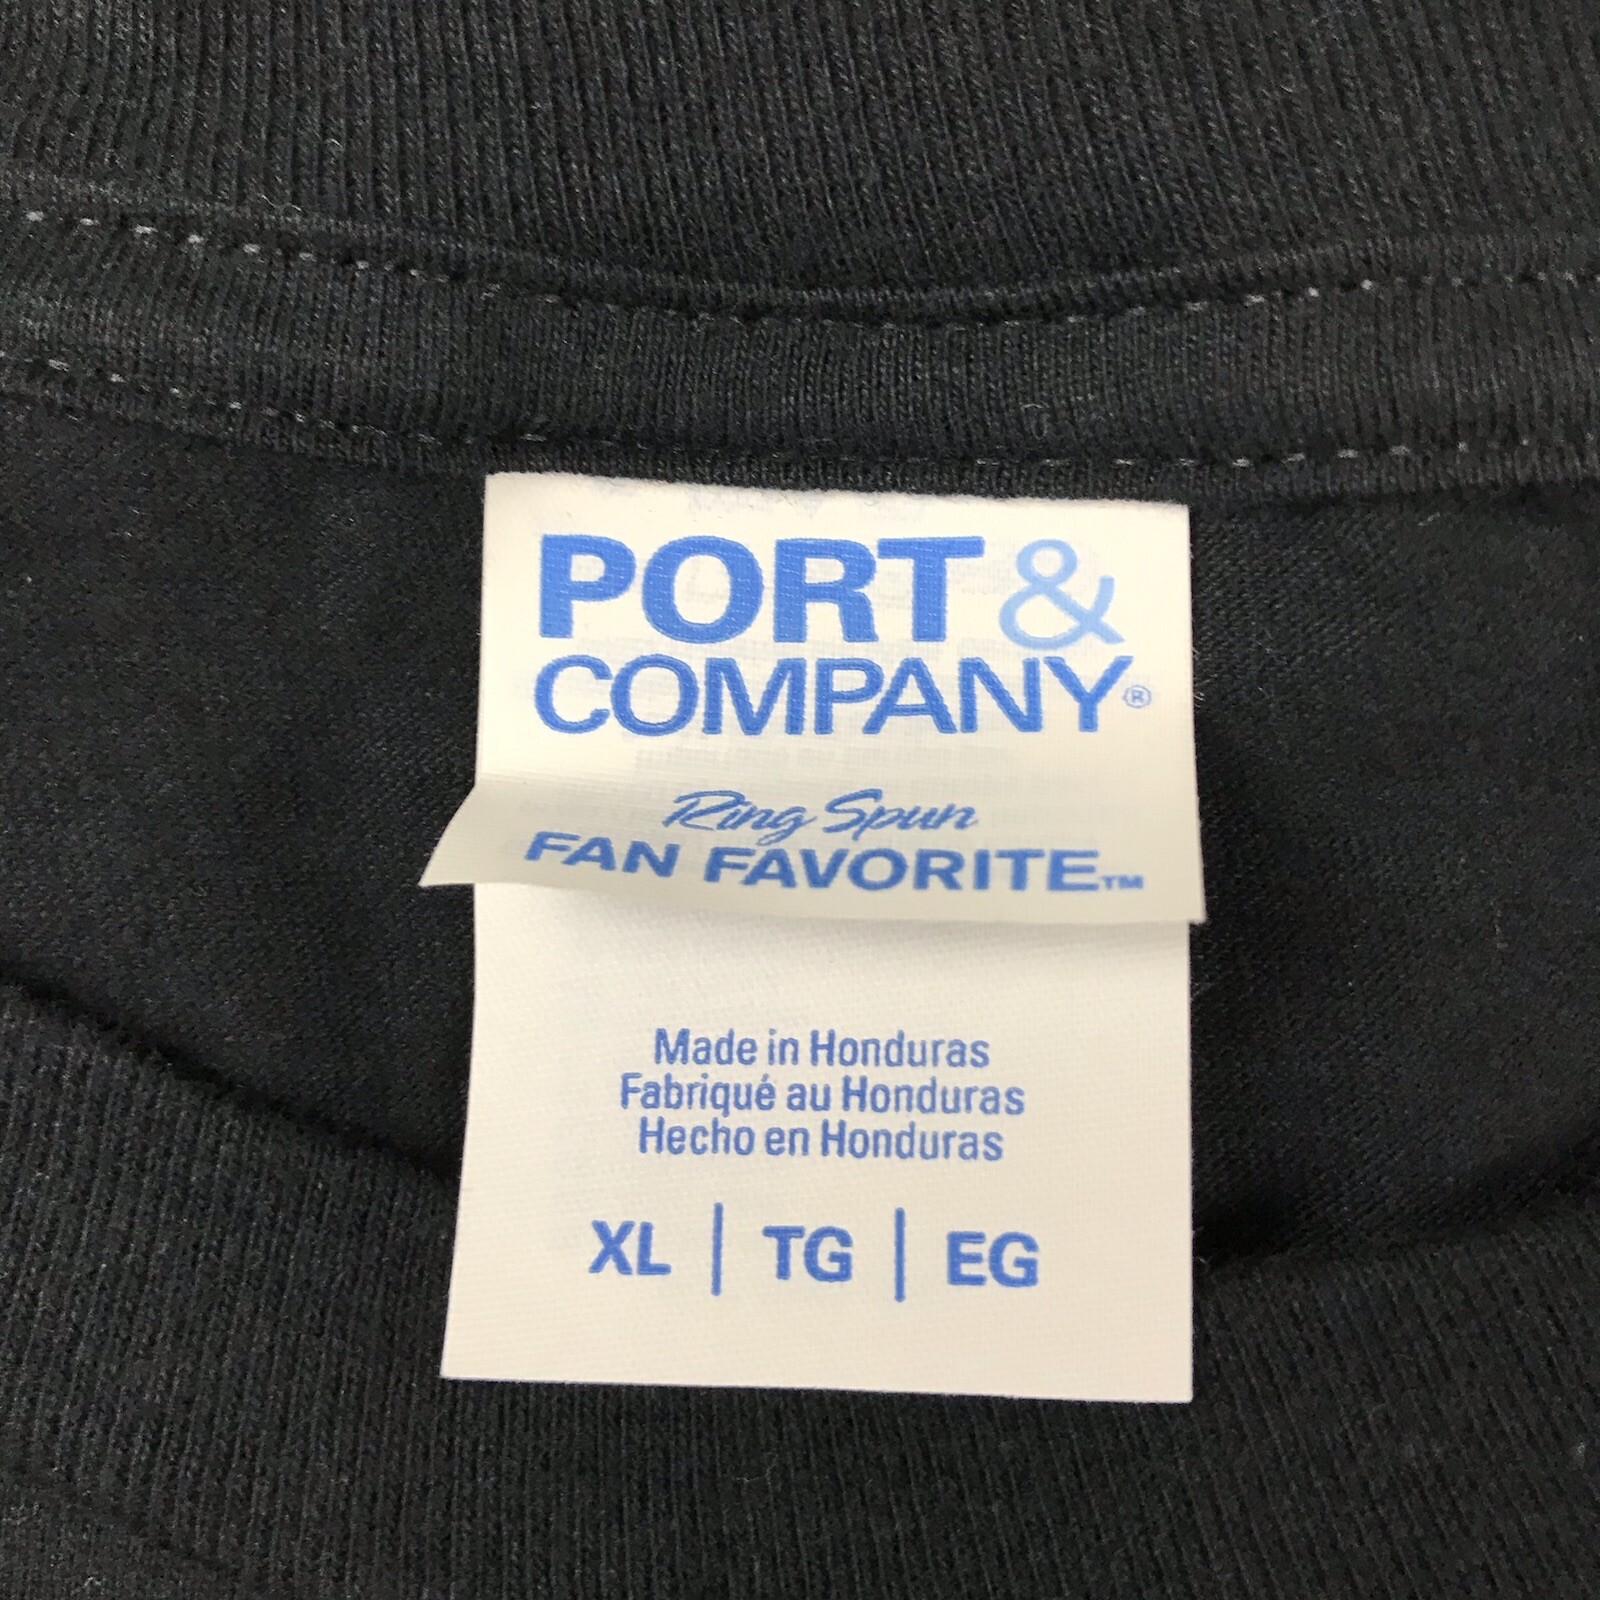 PORT &
COMPANY®
Ring Spun
FAN FAVORITE™
Made in Honduras
Fabriqué au Honduras
Hecho en Honduras
XL | TG | EG